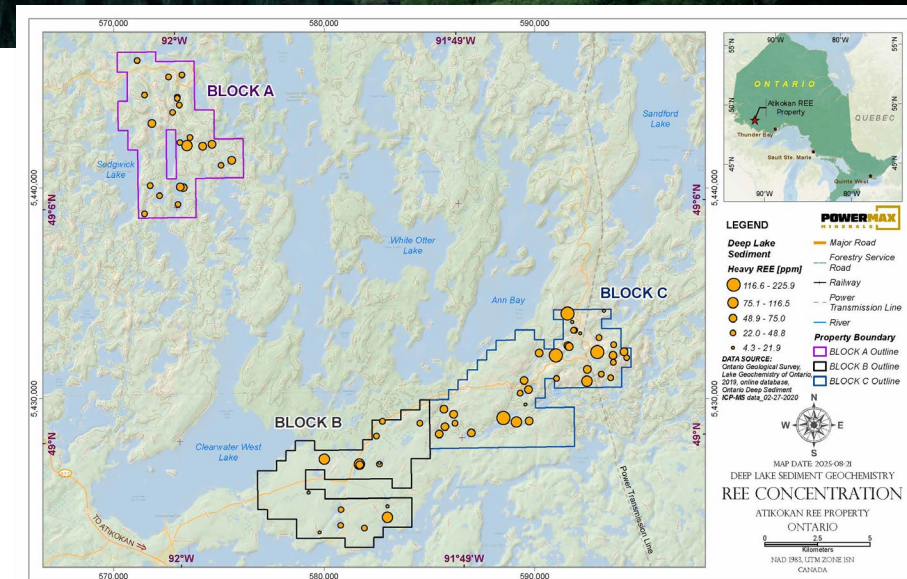 570,000
580,000
590,000
92°W
91°49'W
BLOCK A
Sedgwick
Lake
Sandford
Lake
5,440,000
49°6'N
5,440,000
49°6'N
White Otter
Lake
Ann Bay
BLOCK C
5,430,000
49°N
5,430,000
49°N
BLOCK B
Clearwater West
Lake
TO ATIKOKAN
Power Transmission Line
92°W
91°49'W
570,000
580,000
590,000
90°W
80°W
55°N
55°N
ONTARIO
50°N
50°N
Atikokan REE
Property
QUEBEC
Thunder Bay
Sault Ste. Marie
45°N
45°N
Quinte West
90°W
80°W
LEGEND
POWERMAX
MINERALS
Deep Lake
Sediment
Heavy REE [ppm]
116.6 - 225.9
75.1 - 116.5
48.9 - 75.0
22.0 - 48.8
4.3 - 21.9
Major Road
Forestry Service
Road
Railway
Power
Transmission Line
River
Property Boundary
BLOCK A Outline
BLOCK B Outline
BLOCK C Outline
DATA SOURCE:
Ontario Geological Survey,
Lake Geochemistry of Ontario,
2019, online database,
Ontario Deep Sediment
ICP-MS data_02-27-2020
N
W
E
S
MAP DATE: 2025-08-21
DEEP LAKE SEDIMENT GEOCHEMISTRY
REE CONCENTRATION
ATIKOKAN REE PROPERTY
ONTARIO
0 2.5 5
Kilometers
NAD 1983, UTM ZONE 15N
CANADA